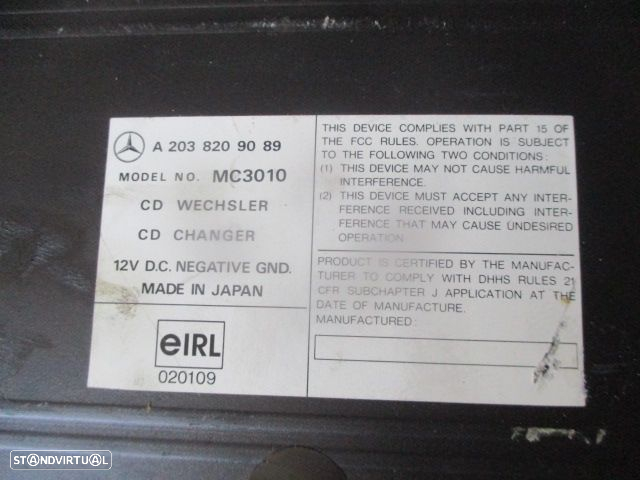 A 203 820 90 89
MODEL NO. MC3010
CD WECHSLER
CD CHANGER
12V D.C. NEGATIVE GND.
MADE IN JAPAN
eIRL
020109
THIS DEVICE COMPLIES WITH PART 15 OF
THE FCC RULES. OPERATION IS SUBJECT
TO THE FOLLOWING TWO CONDITIONS:
(1) THIS DEVICE MAY NOT CAUSE HARMFUL
INTERFERENCE.
(2) THIS DEVICE MUST ACCEPT ANY INTER-
FERENCE RECEIVED INCLUDING INTER-
FERENCE THAT MAY CAUSE UNDESIRED
OPERATION
PRODUCT IS CERTIFIED BY THE MANUFAC-
TURER TO COMPLY WITH DHHS RULES 21
CFR SUBCHAPTER J APPLICATION AT THE
DATE OF MANUFACTURE.
MANUFACTURED:
STANDVIRTUAL